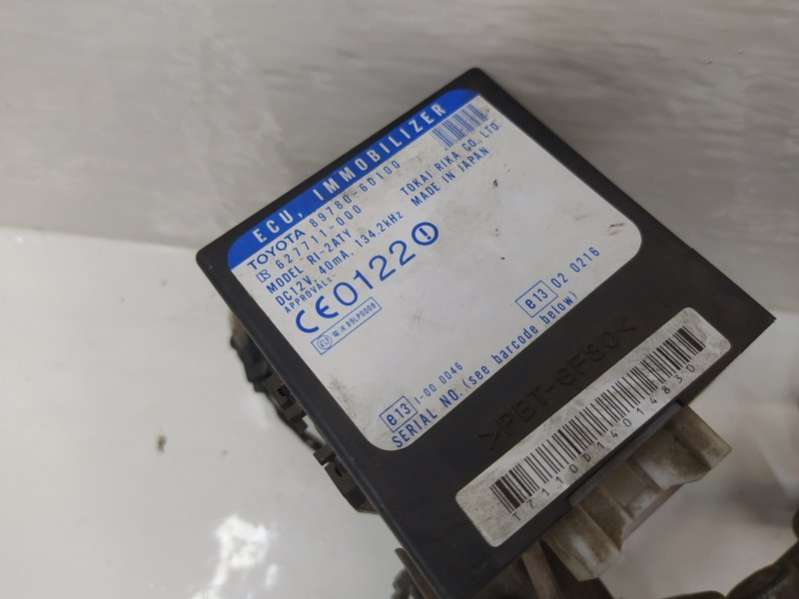 ECU, IMMOBILIZER
TOYOTA 89780-60100
627711-000
TOKAI RIKA CO., LTD.
MODEL RI-2ATY
MADE IN JAPAN
DC12V, 40mA, 134.2kHz
APPROVAL:
CE0122
e13 02 0216
e13 I-00 0046
SERIAL NO. (see barcode below)
>PBT-GF30<